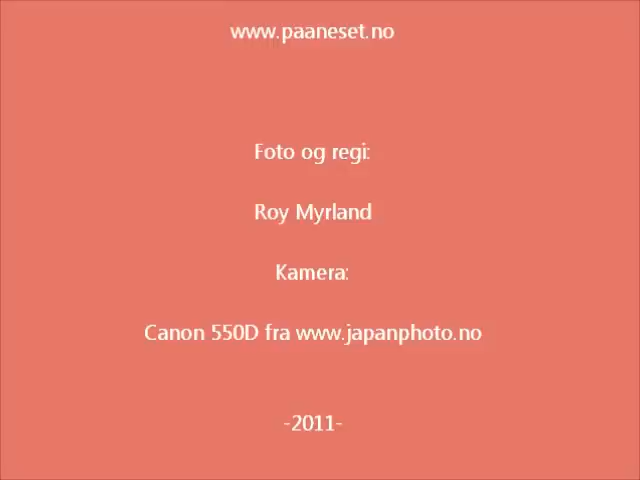 www.paaneset.no
Foto og regi:
Roy Myrland
Kamera:
Canon 550D fra www.japanphoto.no
-2011-